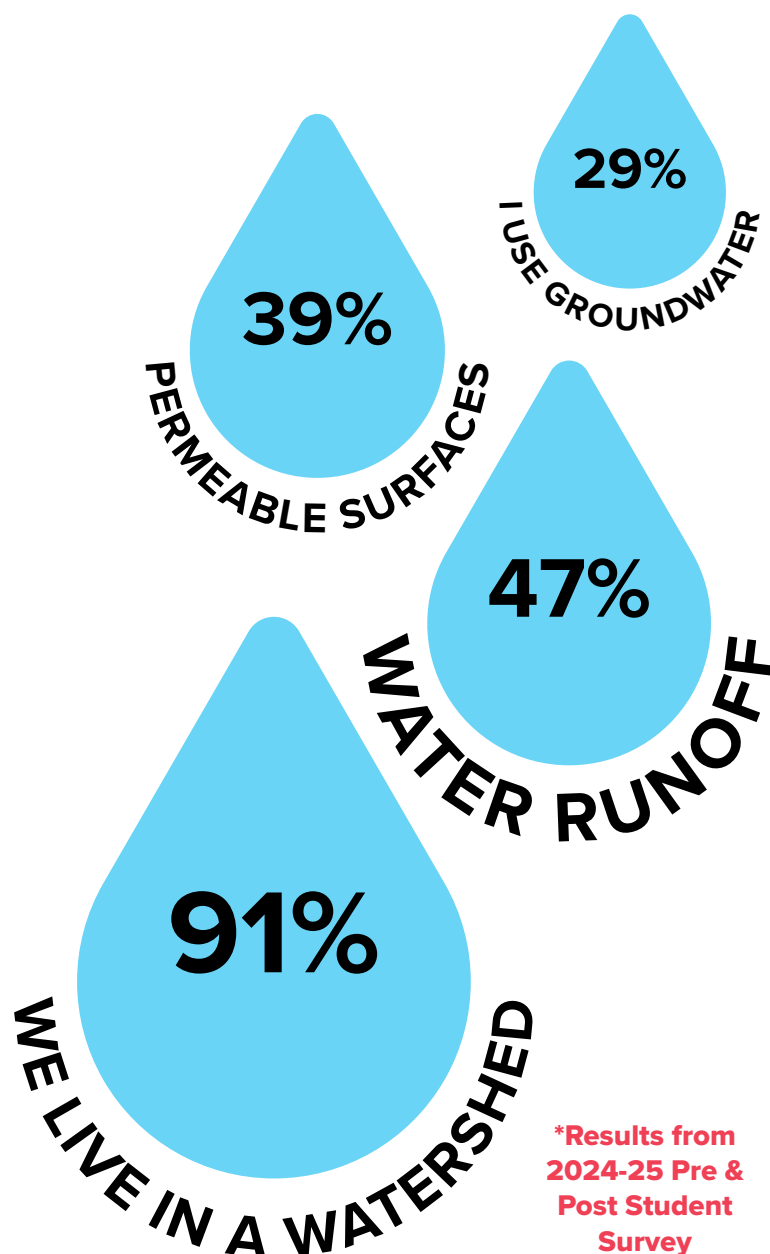 29%
I USE GROUNDWATER
39%
PERMEABLE SURFACES
47%
WATER RUNOFF
91%
WE LIVE IN A WATERSHED
*Results from
2024-25 Pre &
Post Student
Survey